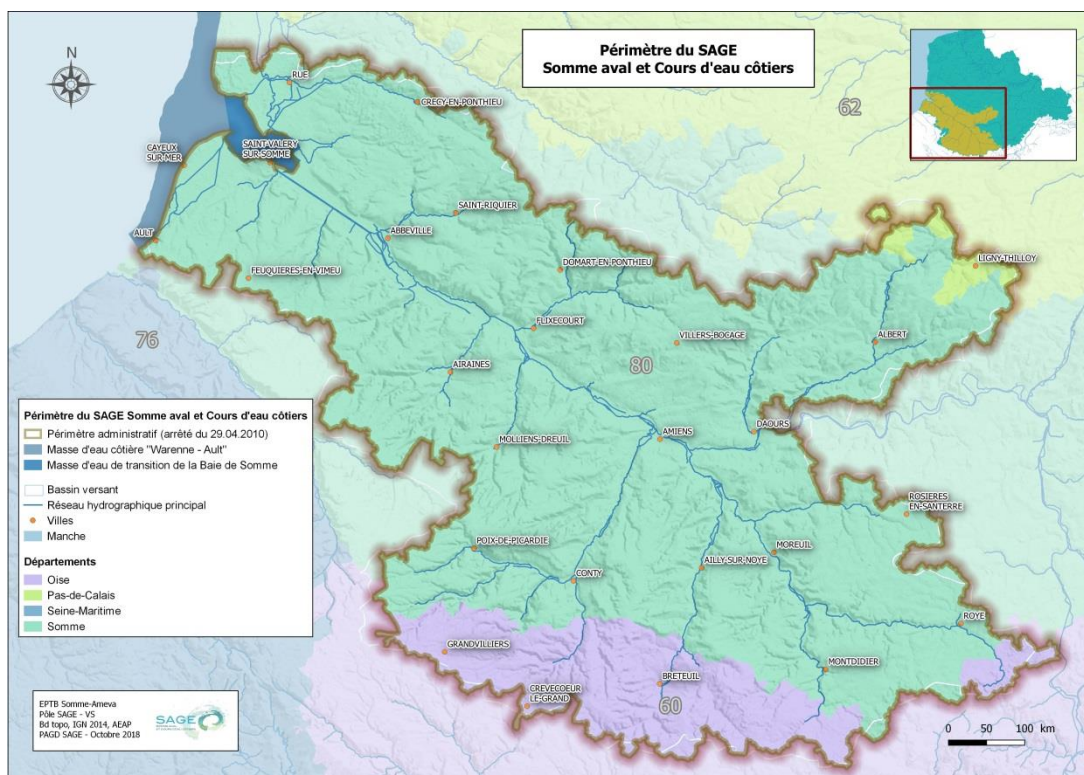 Périmètre du SAGE
Somme aval et Cours d'eau côtiers
N
62
RUE
CRECY-EN-PONTHIEU
CAYEUX
SUR-MER
SAINT-VALERY
SUR-SOMME
SAINT-RIQUIER
ABBEVILLE
AULT
FEUQUIERES-EN-VIMEU
DOMART-EN-PONTHIEU
LIGNY-THILLOY
FLIXECOURT
VILLERS-BOCAGE
ALBERT
76
80
AIRAINES
AMIENS
DAOURS
MOLLIENS-DREUIL
ROSIERES
EN-SANTERRE
POIX-DE-PICARDIE
CONTY
AILLY-SUR-NOYE
MOREUIL
ROYE
GRANDVILLIERS
MONTDIDIER
BRETEUIL
CREVECOEUR
LE-GRAND
60
Périmètre du SAGE Somme aval et Cours d'eau côtiers
Périmètre administratif (arrêté du 29.04.2010)
Masse d'eau côtière "Warenne - Ault"
Masse d'eau de transition de la Baie de Somme
Bassin versant
Réseau hydrographique principal
Villes
Manche
Départements
Oise
Pas-de-Calais
Seine-Maritime
Somme
EPTB Somme-Ameva
Pôle SAGE - VS
Bd topo, IGN 2014, AEAP
PAGD SAGE - Octobre 2018
SAGE
0 50 100 km